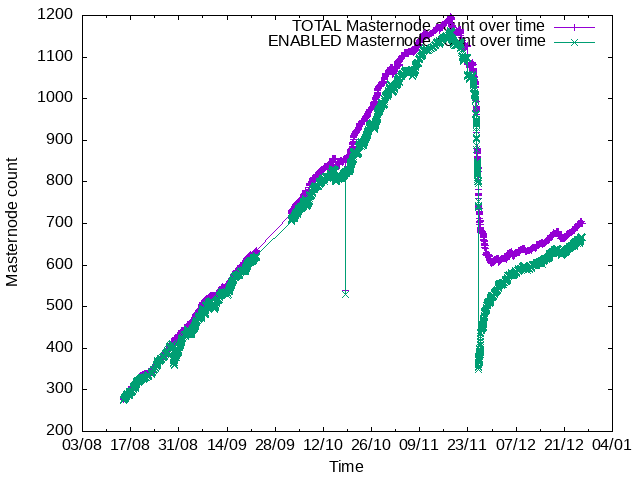 1200
TOTAL Masternode count over time
ENABLED Masternode count over time
1100
1000
900
800
700
600
500
400
300
200
Masternode count
03/08 17/08 31/08 14/09 28/09 12/10 26/10 09/11 23/11 07/12 21/12 04/01
Time